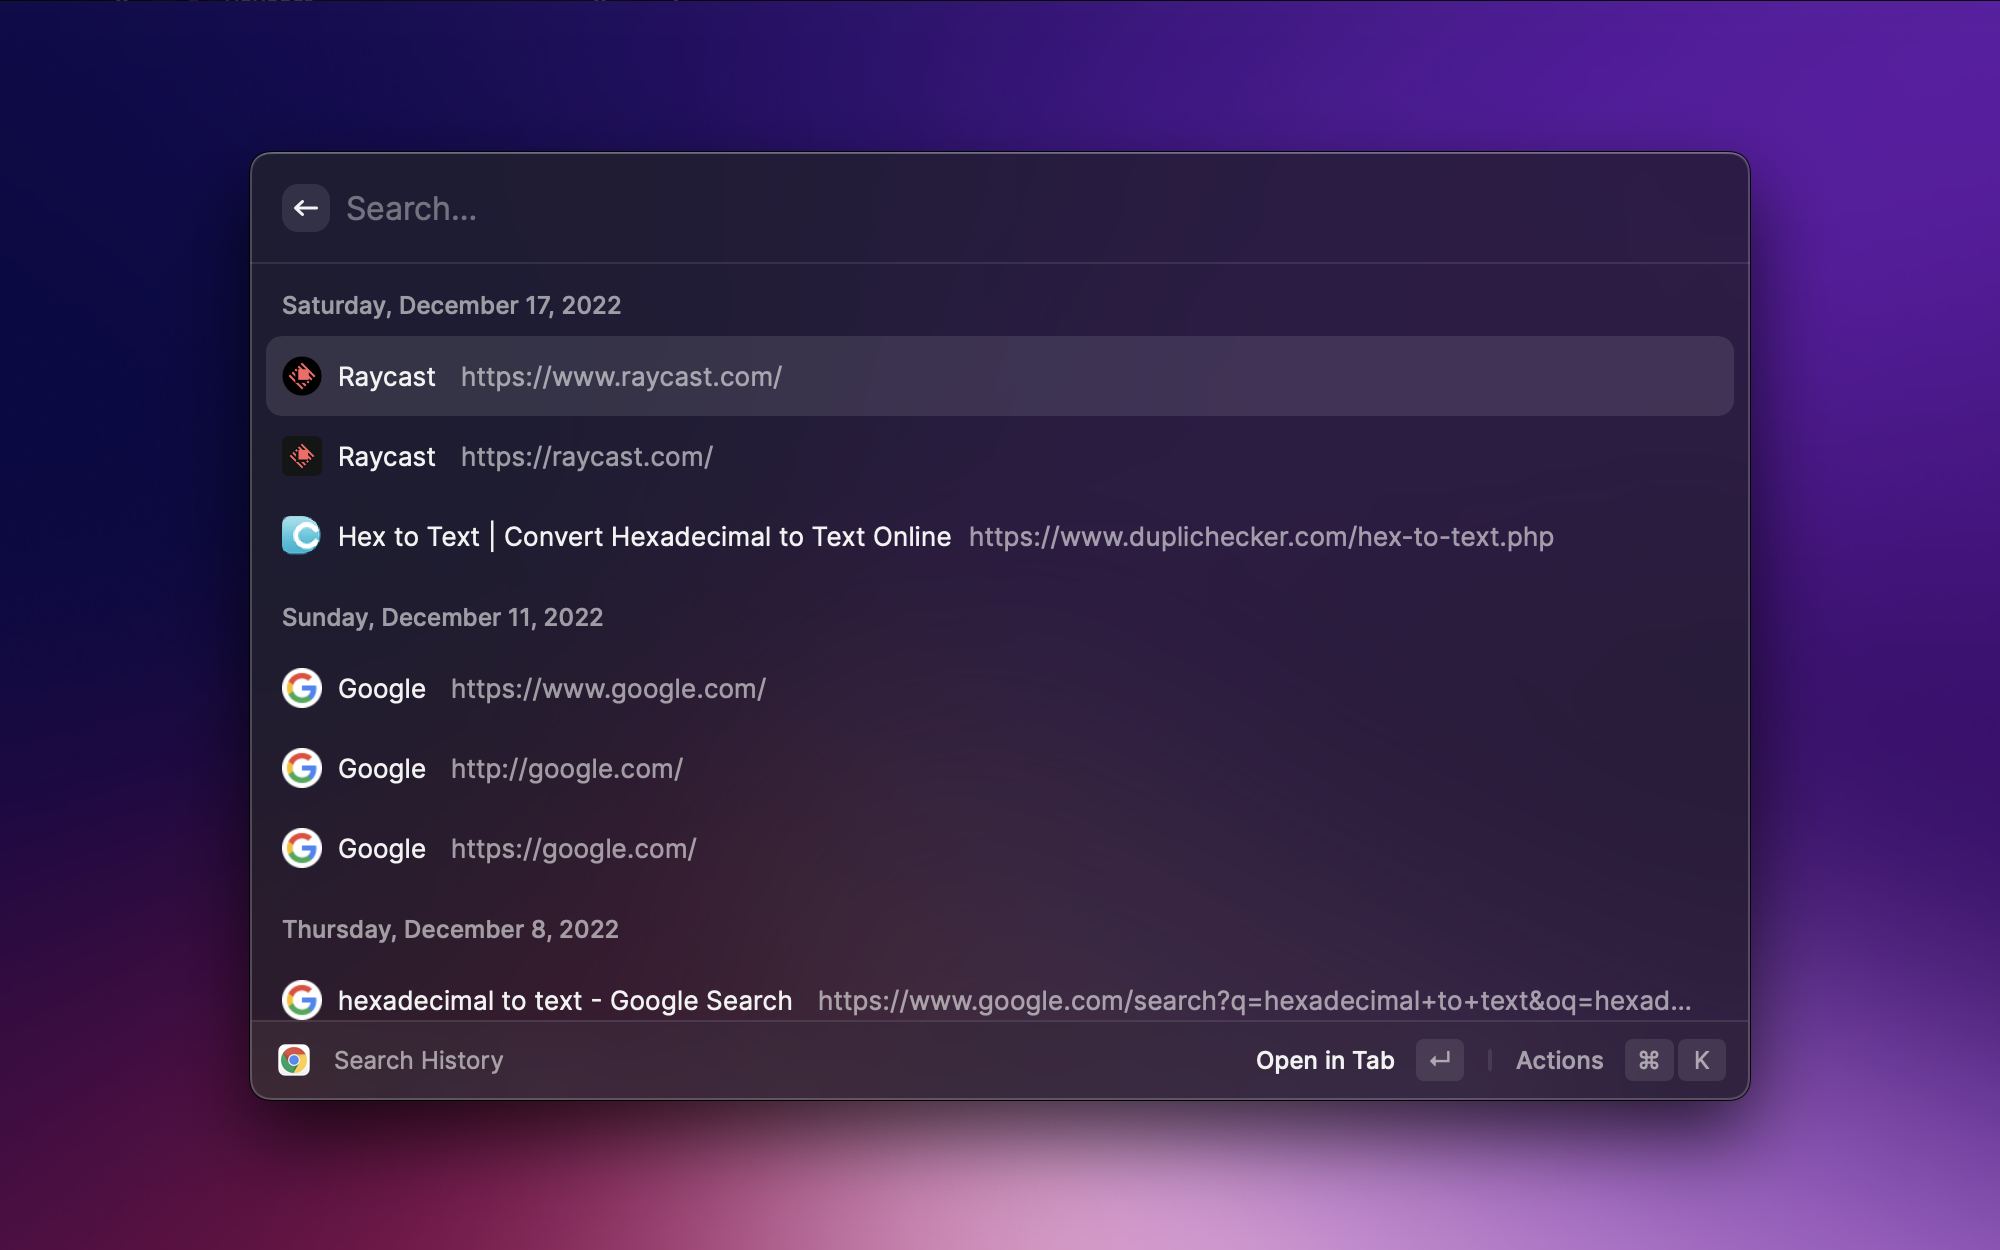 Search...
Saturday, December 17, 2022
Raycast https://www.raycast.com/
Raycast https://raycast.com/
Hex to Text | Convert Hexadecimal to Text Online https://www.duplichecker.com/hex-to-text.php
Sunday, December 11, 2022
Google https://www.google.com/
Google http://google.com/
Google https://google.com/
Thursday, December 8, 2022
hexadecimal to text - Google Search https://www.google.com/search?q=hexadecimal+to+text&oq=hexad...
Search History Open in Tab ↵ | Actions ⌘ K